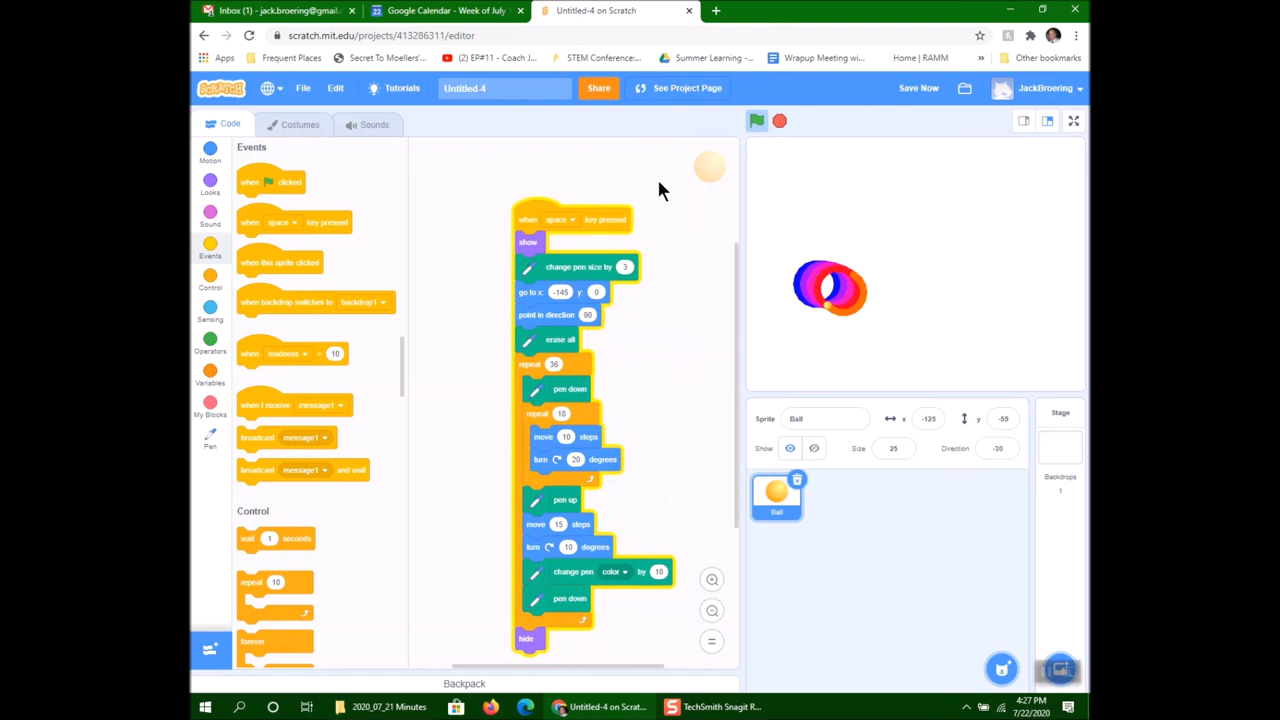 Inbox (1) - jack.broering@gmail.
Google Calendar - Week of July
Untitled-4 on Scratch
scratch.mit.edu/projects/413286311/editor
Apps
Frequent Places
Secret To Moeller's...
(2) EP#11 - Coach J...
STEM Conference:...
Summer Learning -...
Wrapup Meeting wi...
Home | RAMM
»
Other bookmarks
SCRATCH
File
Edit
Tutorials
Untitled-4
Share
See Project Page
Save Now
JackBroering
Code
Costumes
Sounds
Motion
Looks
Sound
Events
Control
Sensing
Operators
Variables
My Blocks
Pen
Events
when clicked
when space key pressed
when this sprite clicked
when backdrop switches to backdrop1
when loudness > 10
when I receive message1
broadcast message1
broadcast message1 and wait
Control
wait 1 seconds
repeat 10
forever
when space key pressed
show
change pen size by 3
go to x: -145 y: 0
point in direction 90
erase all
repeat 36
pen down
repeat 18
move 10 steps
turn 20 degrees
pen up
move 15 steps
turn 10 degrees
change pen color by 10
pen down
hide
Backpack
Sprite
Ball
x -125
y -59
Show
Size 25
Direction -30
Ball
Stage
Backdrops
1
2020_07_21 Minutes
Untitled-4 on Scrat...
TechSmith Snagit R...
4:27 PM
7/22/2020